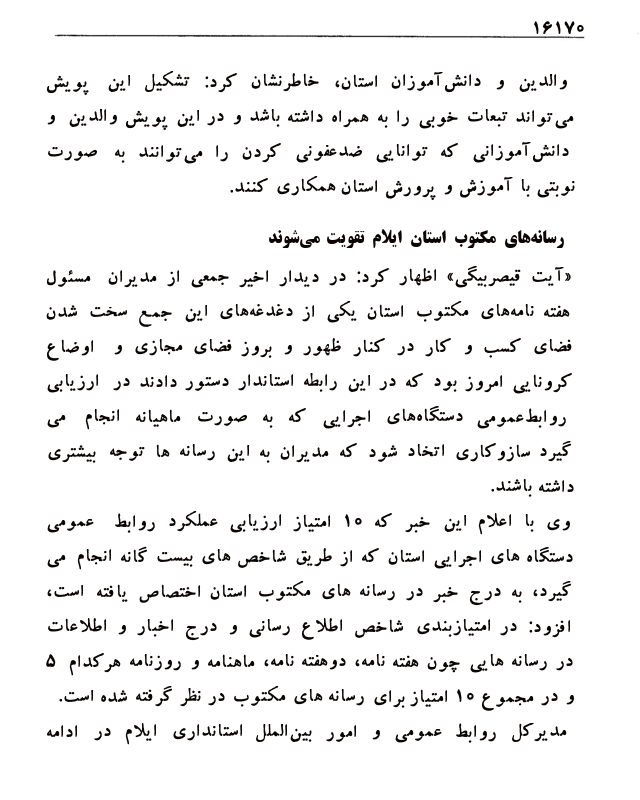 ۱۶۱۷۰
والدین و دانش‌آموزان استان، خاطرنشان کرد: تشکیل این پویش
می‌تواند تبعات خوبی را به همراه داشته باشد و در این پویش والدین و
دانش‌آموزانی که توانایی ضدعفونی کردن را می‌توانند به صورت
نوبتی با آموزش و پرورش استان همکاری کنند.
رسانه‌های مکتوب استان ایلام تقویت می‌شوند
«آیت قیصربیگی» اظهار کرد: در دیدار اخیر جمعی از مدیران مسئول
هفته نامه‌های مکتوب استان یکی از دغدغه‌های این جمع سخت شدن
فضای کسب و کار در کنار ظهور و بروز فضای مجازی و اوضاع
کرونایی امروز بود که در این رابطه استاندار دستور دادند در ارزیابی
روابط‌عمومی دستگاه‌های اجرایی که به صورت ماهیانه انجام می
گیرد سازوکاری اتخاد شود که مدیران به این رسانه ها توجه بیشتری
داشته باشند.
وی با اعلام این خبر که ۱۰ امتیاز ارزیابی عملکرد روابط عمومی
دستگاه های اجرایی استان که از طریق شاخص های بیست گانه انجام می
گیرد، به درج خبر در رسانه های مکتوب استان اختصاص یافته است،
افزود: در امتیازبندی شاخص اطلاع رسانی و درج اخبار و اطلاعات
در رسانه هایی چون هفته نامه، دوهفته نامه، ماهنامه و روزنامه هرکدام ۵
و در مجموع ۱۰ امتیاز برای رسانه های مکتوب در نظر گرفته شده است.
مدیرکل روابط عمومی و امور بین‌الملل استانداری ایلام در ادامه